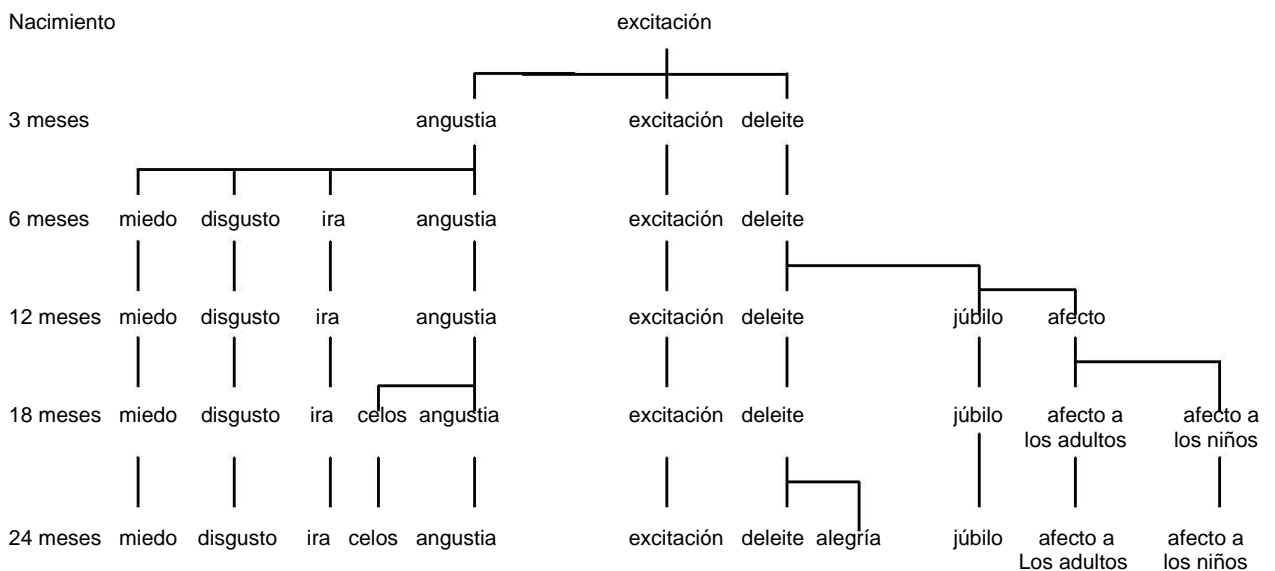 Nacimiento excitación
3 meses angustia excitación deleite
6 meses miedo disgusto ira angustia excitación deleite
12 meses miedo disgusto ira angustia excitación deleite júbilo afecto
18 meses miedo disgusto ira celos angustia excitación deleite júbilo afecto a afecto a
los adultos los niños
24 meses miedo disgusto ira celos angustia excitación deleite alegría júbilo afecto a afecto a
Los adultos los niños